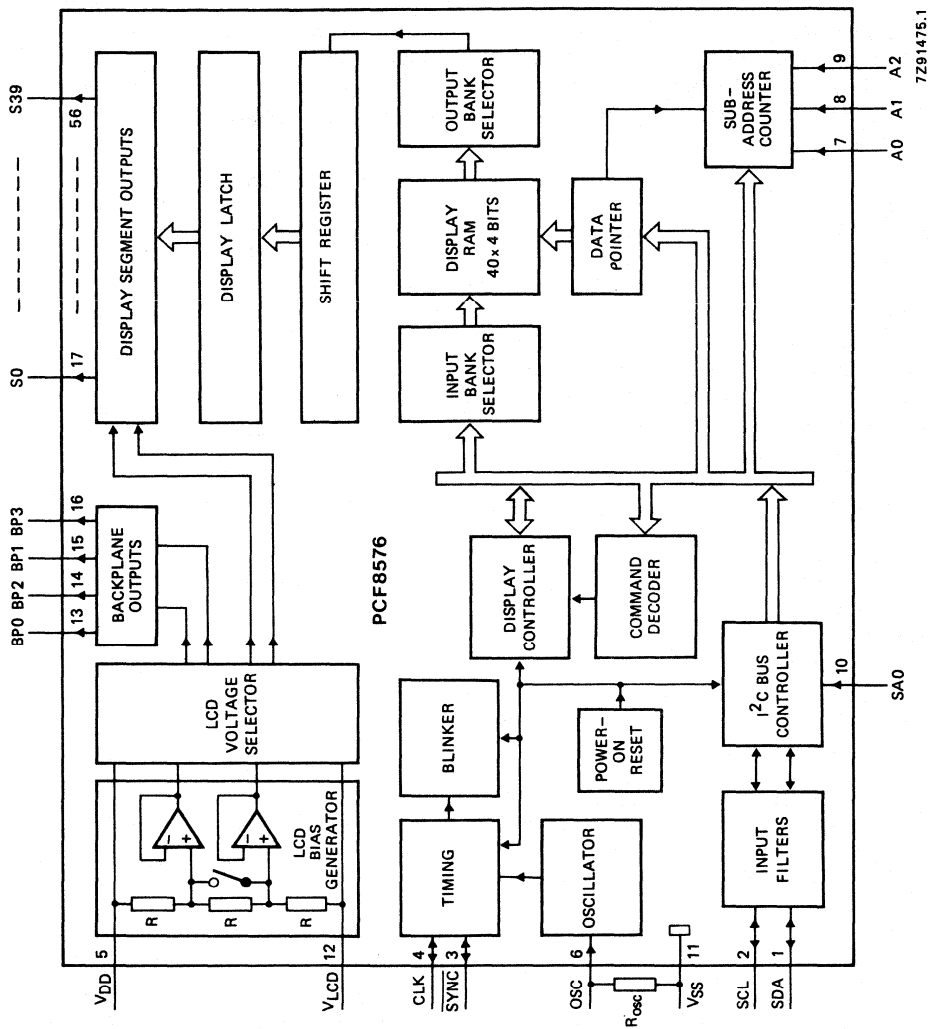 BP0 BP2 BP1 BP3
S0
S39
13 14 15 16
17
56
BACKPLANE
OUTPUTS
DISPLAY SEGMENT OUTPUTS
VDD
5
R
R
R
-
+
-
+
LCD
BIAS
GENERATOR
LCD
VOLTAGE
SELECTOR
DISPLAY LATCH
SHIFT REGISTER
VLCD
12
PCF8576
CLK
4
SYNC
3
TIMING
BLINKER
DISPLAY
CONTROLLER
INPUT
BANK
SELECTOR
DISPLAY
RAM
40 x 4 BITS
OUTPUT
BANK
SELECTOR
OSC
6
OSCILLATOR
POWER-
ON
RESET
COMMAND
DECODER
DATA
POINTER
ROSC
VSS
11
SCL
2
SDA
1
INPUT
FILTERS
I2C BUS
CONTROLLER
SUB-
ADDRESS
COUNTER
10
7
8
9
SA0
A0
A1
A2
7Z91475.1